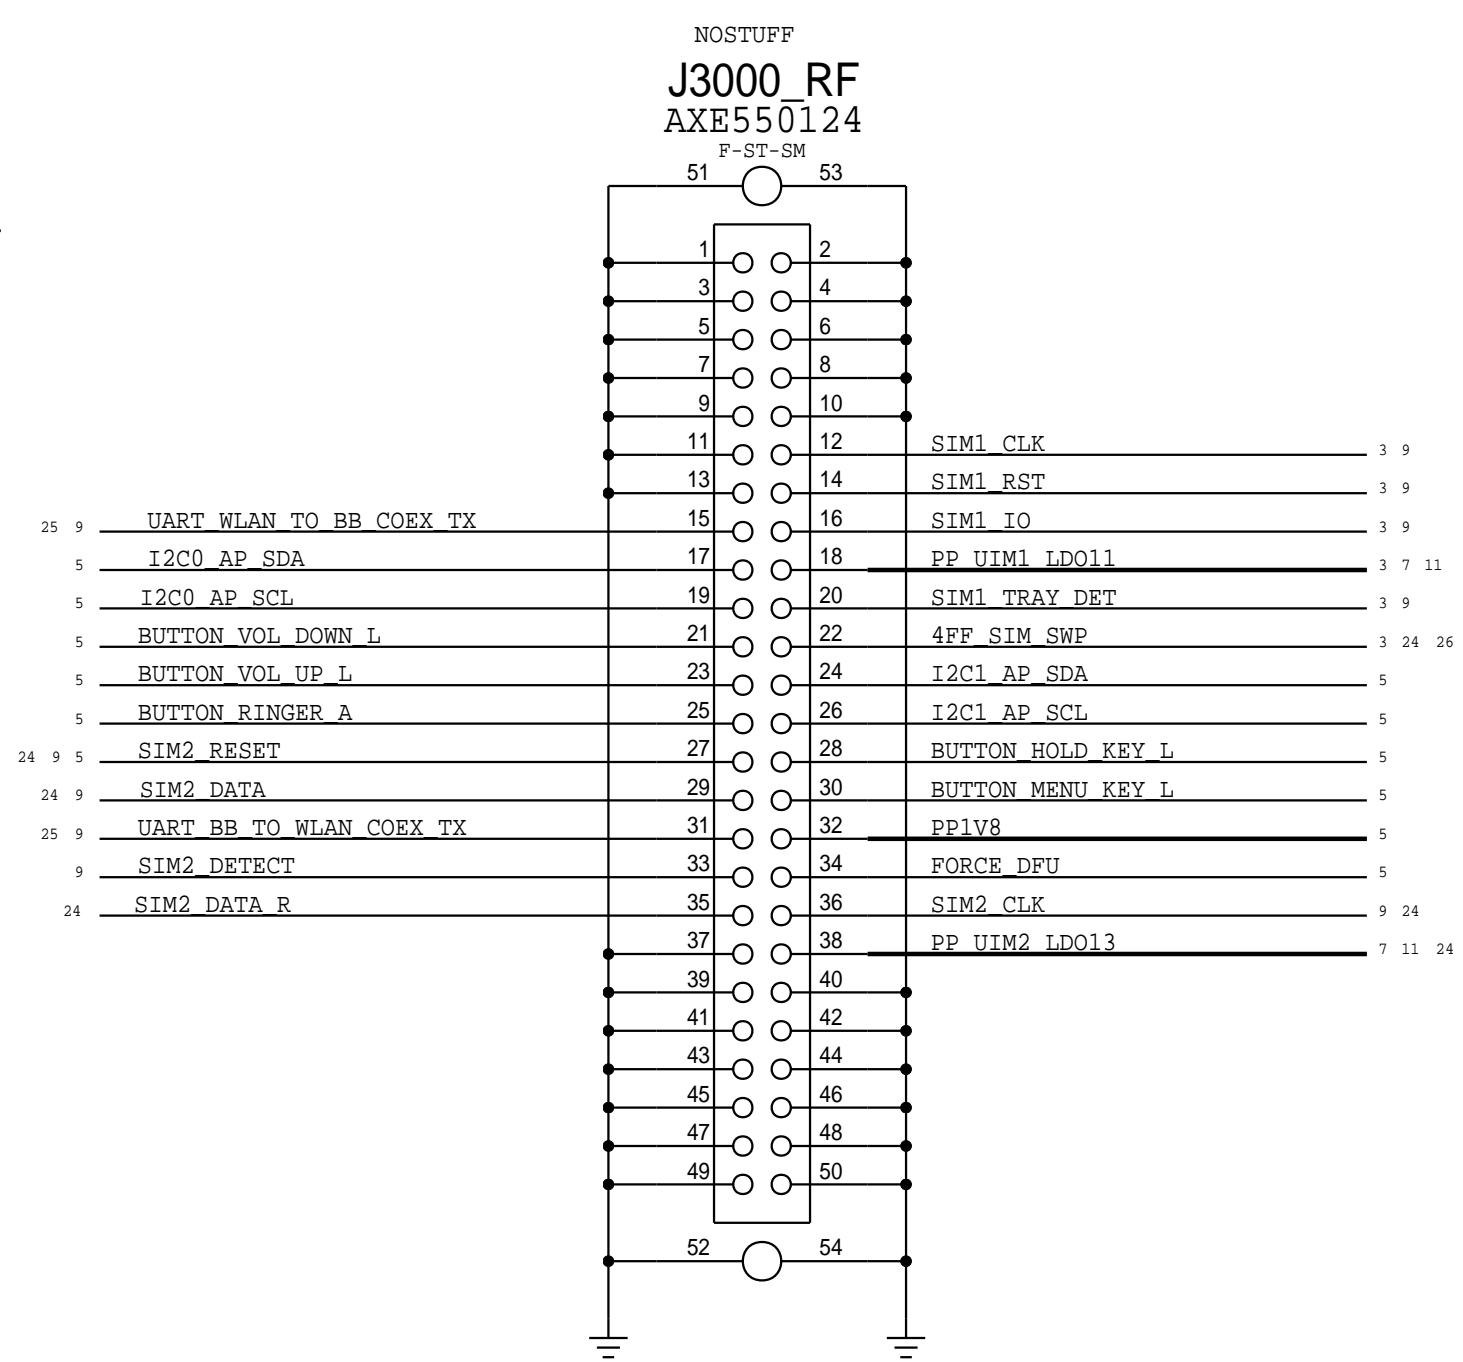 NOSTUFF
J3000_RF
AXE550124
F-ST-SM
51 53
1 2
3 4
5 6
7 8
9 10
11 12 SIM1_CLK 3 9
13 14 SIM1_RST 3 9
25 9 UART_WLAN_TO_BB_COEX_TX 15 16 SIM1_IO 3 9
5 I2C0_AP_SDA 17 18 PP_UIM1_LDO11 3 7 11
5 I2C0_AP_SCL 19 20 SIM1_TRAY_DET 3 9
5 BUTTON_VOL_DOWN_L 21 22 4FF_SIM_SWP 3 24 26
5 BUTTON_VOL_UP_L 23 24 I2C1_AP_SDA 5
5 BUTTON_RINGER_A 25 26 I2C1_AP_SCL 5
24 9 5 SIM2_RESET 27 28 BUTTON_HOLD_KEY_L 5
24 9 SIM2_DATA 29 30 BUTTON_MENU_KEY_L 5
25 9 UART_BB_TO_WLAN_COEX_TX 31 32 PP1V8 5
9 SIM2_DETECT 33 34 FORCE_DFU 5
24 SIM2_DATA_R 35 36 SIM2_CLK 9 24
37 38 PP_UIM2_LDO13 7 11 24
39 40
41 42
43 44
45 46
47 48
49 50
52 54